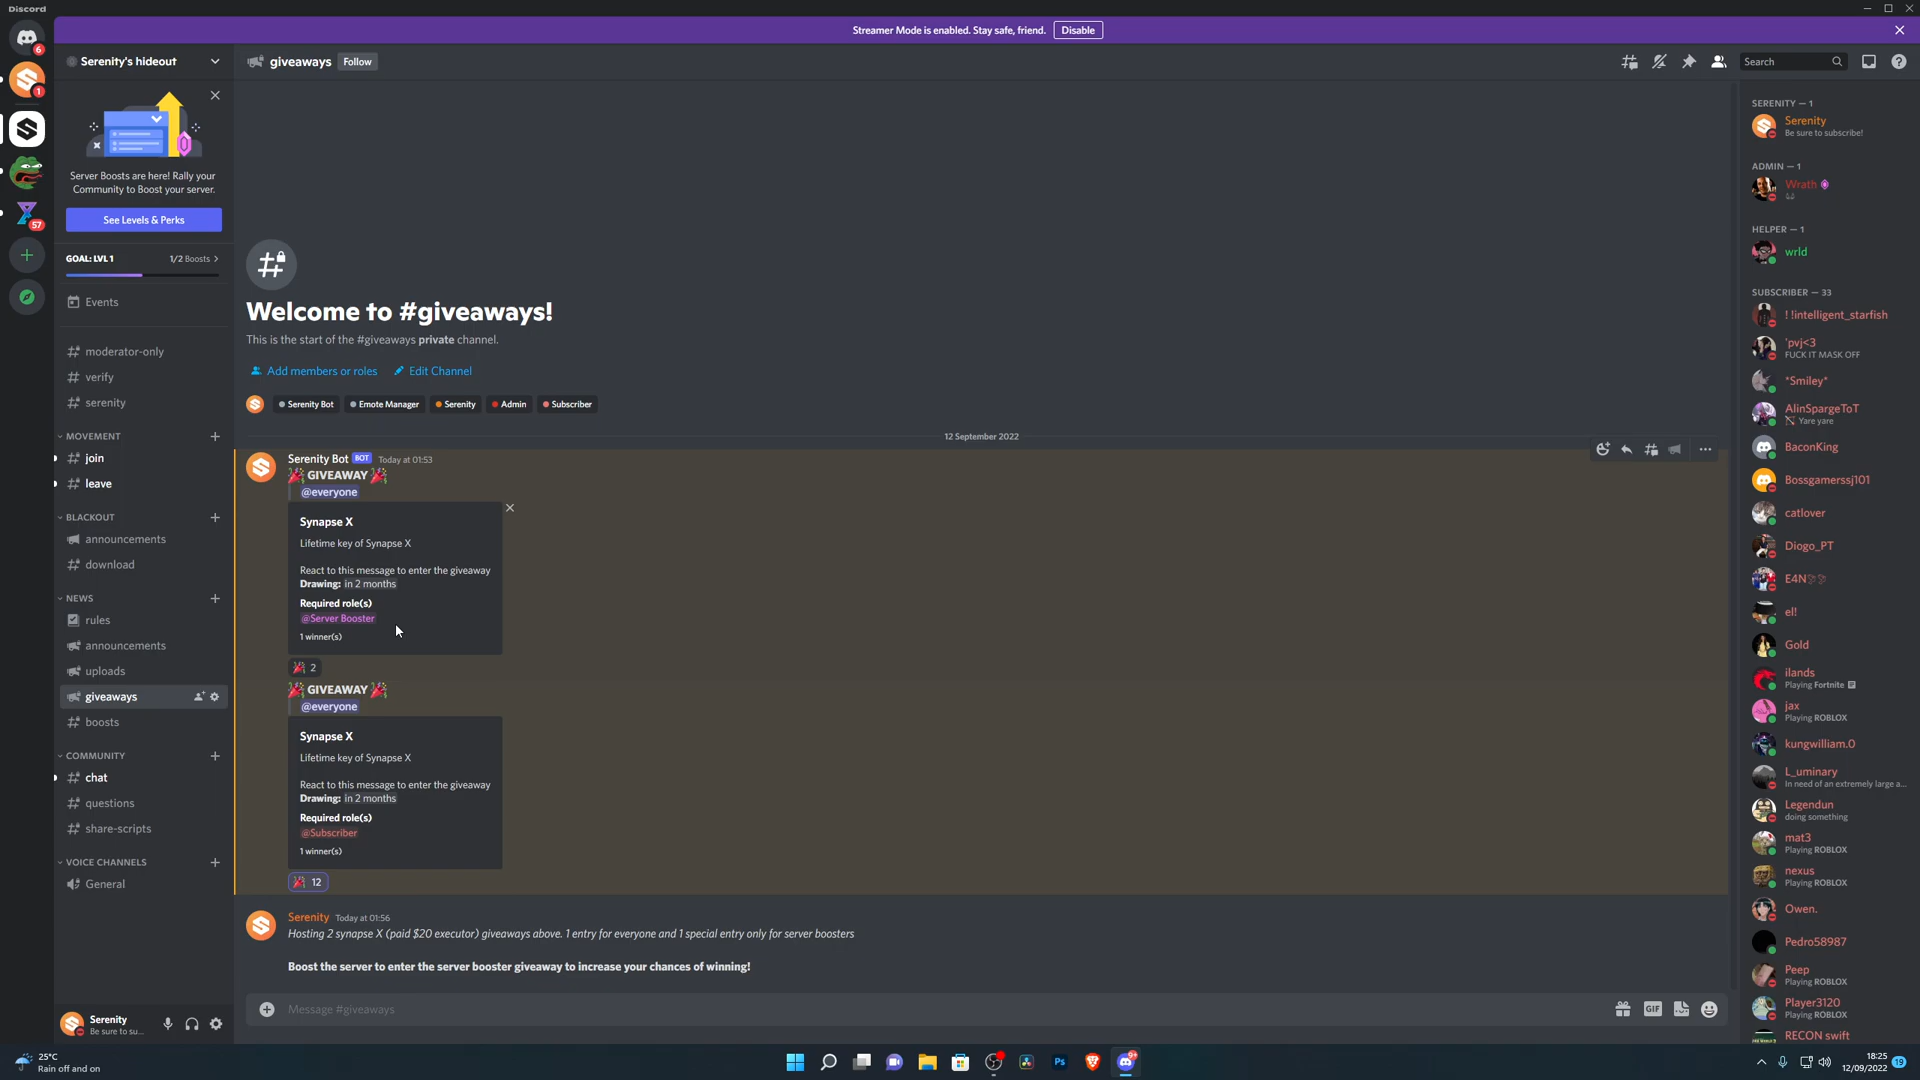 Discord
Streamer Mode is enabled. Stay safe, friend.
Disable
Serenity's hideout
giveaways
Follow
Search
6
1
57
Server Boosts are here! Rally your
Community to Boost your server.
See Levels & Perks
GOAL: LVL 1
1/2 Boosts
Events
moderator-only
verify
serenity
MOVEMENT
join
leave
BLACKOUT
announcements
download
NEWS
rules
announcements
uploads
giveaways
boosts
COMMUNITY
chat
questions
share-scripts
VOICE CHANNELS
General
Serenity
Be sure to su...
Welcome to #giveaways!
This is the start of the #giveaways private channel.
Add members or roles
Edit Channel
Serenity Bot
Emote Manager
Serenity
Admin
Subscriber
12 September 2022
Serenity Bot BOT Today at 01:53
GIVEAWAY
@everyone
Synapse X
Lifetime key of Synapse X
React to this message to enter the giveaway
Drawing: in 2 months
Required role(s)
@Server Booster
1 winner(s)
2
GIVEAWAY
@everyone
Synapse X
Lifetime key of Synapse X
React to this message to enter the giveaway
Drawing: in 2 months
Required role(s)
@Subscriber
1 winner(s)
12
Serenity Today at 01:56
Hosting 2 synapse X (paid $20 executor) giveaways above. 1 entry for everyone and 1 special entry only for server boosters
Boost the server to enter the server booster giveaway to increase your chances of winning!
Message #giveaways
GIF
SERENITY — 1
Serenity
Be sure to subscribe!
ADMIN — 1
Wrath
HELPER — 1
wrld
SUBSCRIBER — 33
! !intelligent_starfish
'pvj<3
FUCK IT MASK OFF
*Smiley*
AlinSpargeToT
Yare yare
BaconKing
Bossgamerssj101
catlover
Diogo_PT
E4N
el!
Gold
ilands
Playing Fortnite
jax
Playing ROBLOX
kungwilliam.0
L_uminary
In need of an extremely large a...
Legendun
doing something
mat3
Playing ROBLOX
nexus
Playing ROBLOX
Owen.
Pedro58987
Peep
Playing ROBLOX
Player3120
Playing ROBLOX
RECON swift
25°C
Rain off and on
Ps
9+
18:25
12/09/2022
19